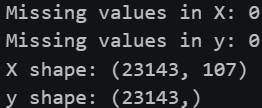 Missing values in X: 0
Missing values in y: 0
X shape: (23143, 107)
y shape: (23143,)